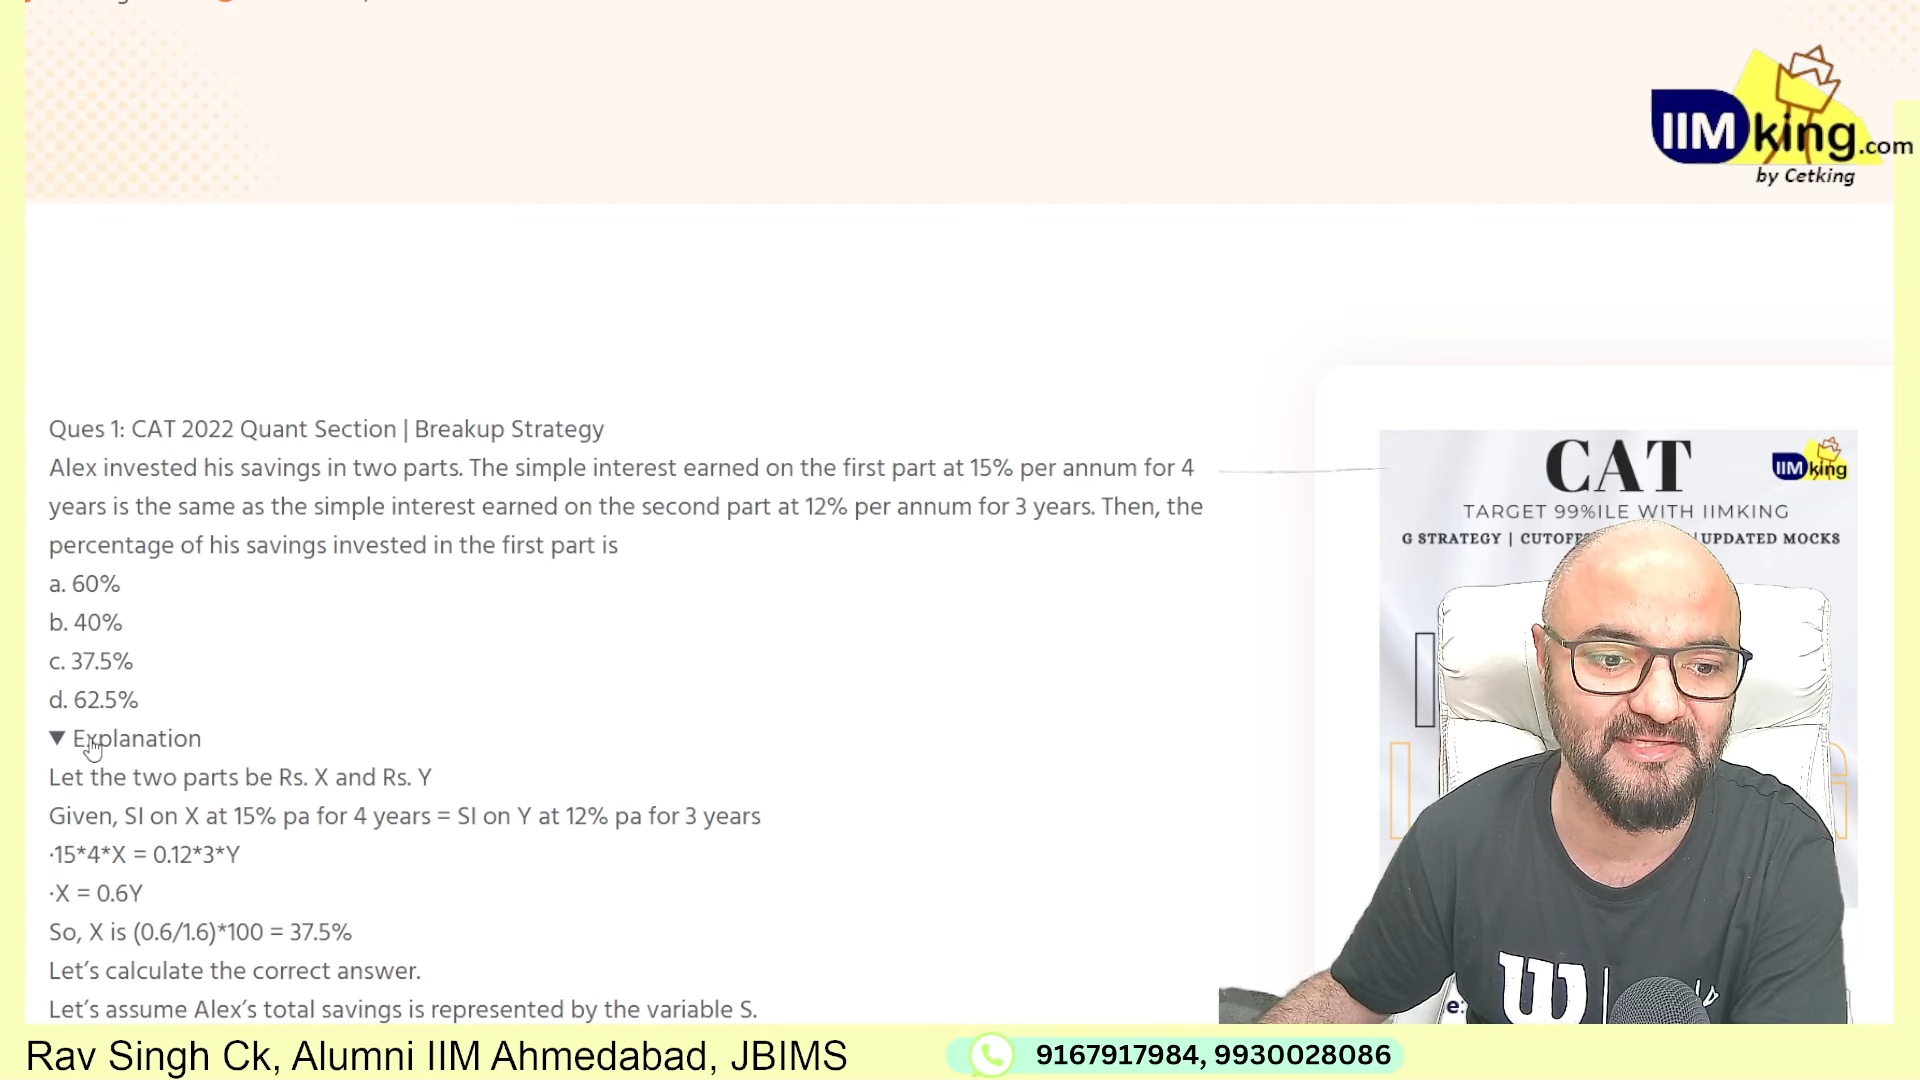 IIM king.com
by Cetking
Ques 1: CAT 2022 Quant Section | Breakup Strategy
Alex invested his savings in two parts. The simple interest earned on the first part at 15% per annum for 4
years is the same as the simple interest earned on the second part at 12% per annum for 3 years. Then, the
percentage of his savings invested in the first part is
a. 60%
b. 40%
c. 37.5%
d. 62.5%
▼ Explanation
Let the two parts be Rs. X and Rs. Y
Given, SI on X at 15% pa for 4 years = SI on Y at 12% pa for 3 years
·15*4*X = 0.12*3*Y
·X = 0.6Y
So, X is (0.6/1.6)*100 = 37.5%
Let’s calculate the correct answer.
Let’s assume Alex’s total savings is represented by the variable S.
CAT
IIM king
TARGET 99%ILE WITH IIMKING
G STRATEGY | CUTOFF | UPDATED MOCKS
e:
Rav Singh Ck, Alumni IIM Ahmedabad, JBIMS
9167917984, 9930028086